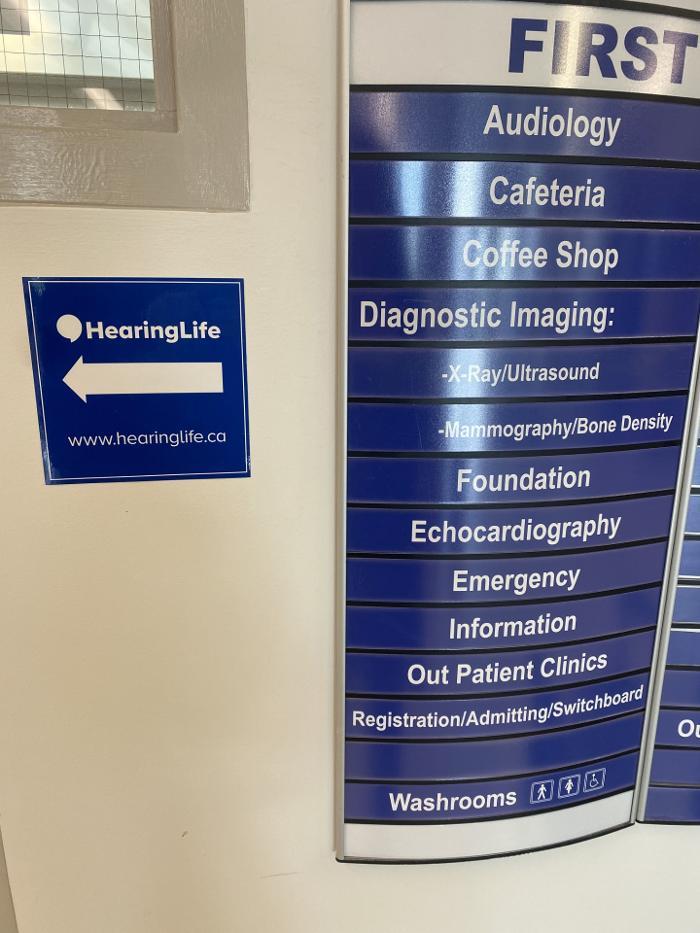 HearingLife
www.hearinglife.ca
FIRST
Audiology
Cafeteria
Coffee Shop
Diagnostic Imaging:
-X-Ray/Ultrasound
-Mammography/Bone Density
Foundation
Echocardiography
Emergency
Information
Out Patient Clinics
Registration/Admitting/Switchboard
Washrooms